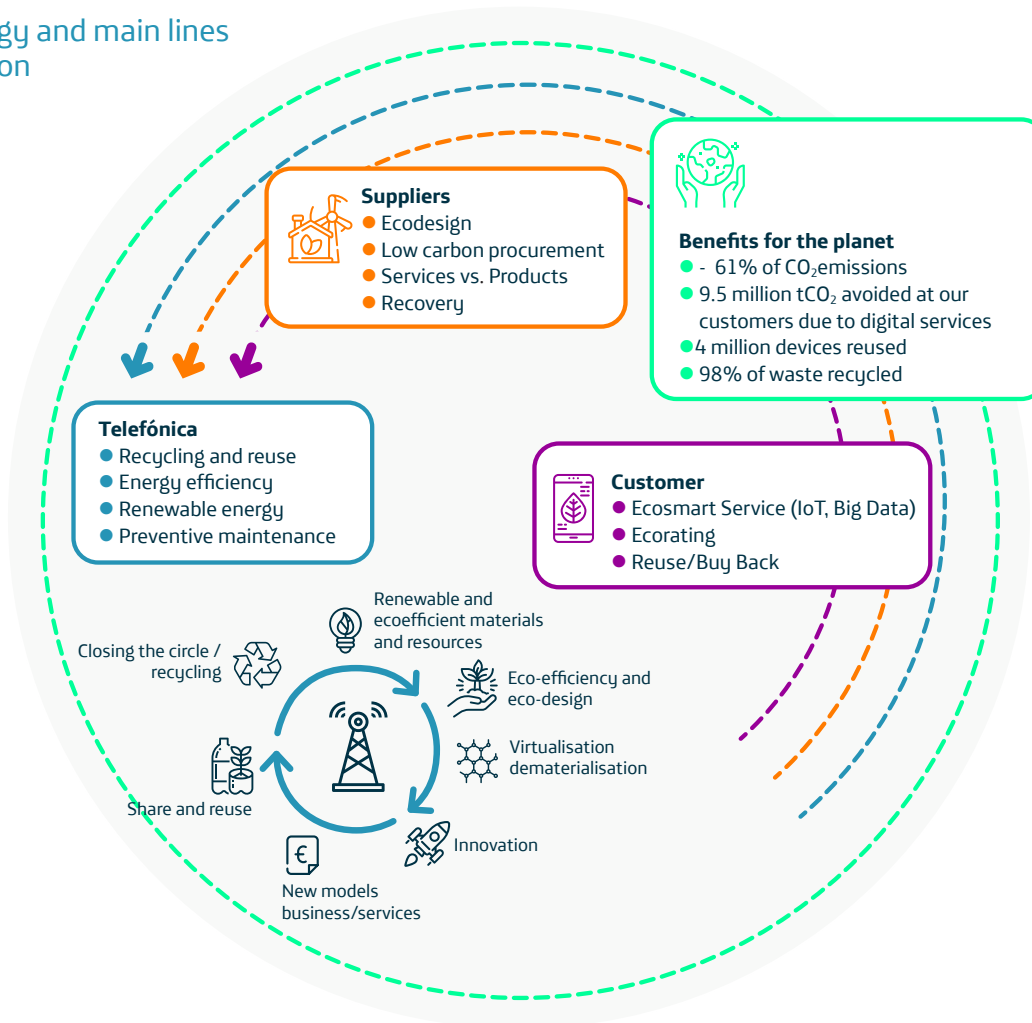 gy and main lines
on
Suppliers
Ecodesign
Low carbon procurement
Services vs. Products
Recovery
Benefits for the planet
- 61% of CO₂emissions
9.5 million tCO₂ avoided at our
customers due to digital services
4 million devices reused
98% of waste recycled
Telefónica
Recycling and reuse
Energy efficiency
Renewable energy
Preventive maintenance
Customer
Ecosmart Service (IoT, Big Data)
Ecorating
Reuse/Buy Back
Renewable and
ecoefficient materials
and resources
Closing the circle /
recycling
Eco-efficiency and
eco-design
Virtualisation
dematerialisation
Share and reuse
Innovation
€
New models
business/services